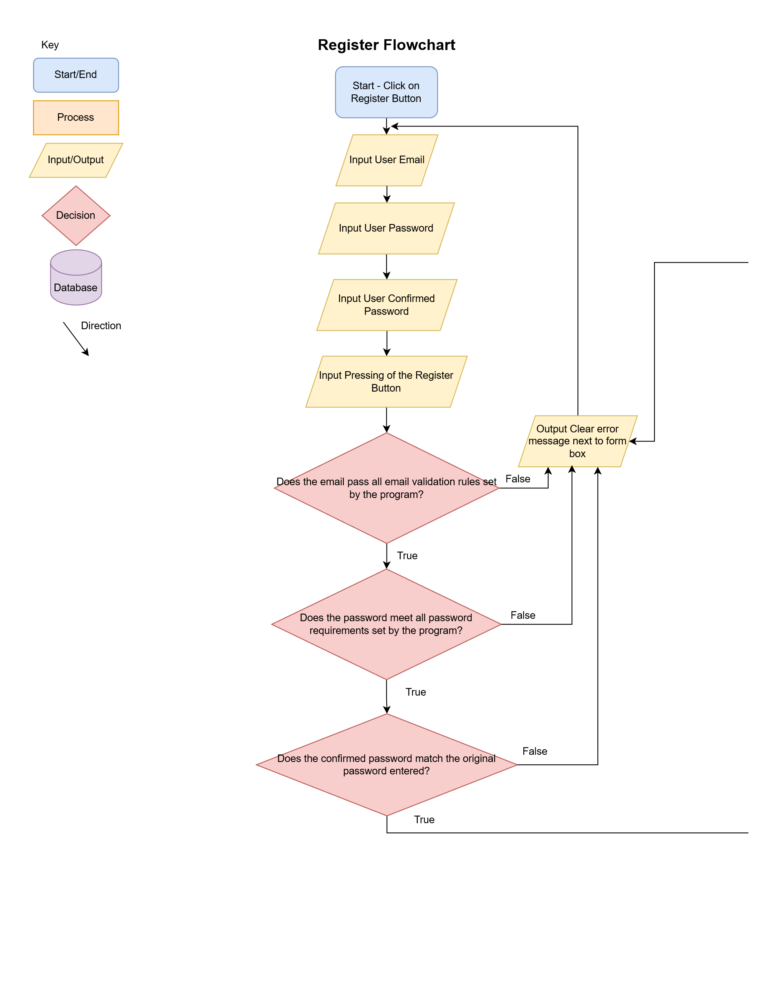 Key
Start/End
Process
Input/Output
Decision
Database
Direction
Register Flowchart
Start - Click on
Register Button
Input User Email
Input User Password
Input User Confirmed
Password
Input Pressing of the Register
Button
Output Clear error
message next to form
box
Does the email pass all email validation rules set
by the program?
False
True
Does the password meet all password
requirements set by the program?
False
True
Does the confirmed password match the original
password entered?
False
True